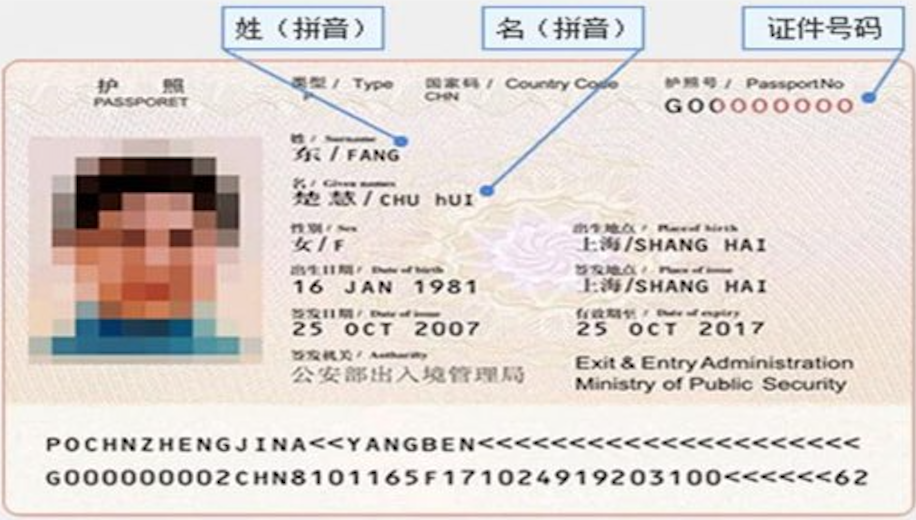 姓（拼音）
名（拼音）
证件号码
护 照
PASSPORET
类型 / Type
P
国家码 / Country Code
CHN
护照号 / PassportNo
G00000000
姓 / Surname
东/FANG
名 / Given names
楚慧/CHU hUI
性别 / Sex
女/F
出生地点 / Place of birth
上海/SHANG HAI
出生日期 / Date of birth
16 JAN 1981
签发地点 / Place of issue
上海/SHANG HAI
签发日期 / Date of issue
25 OCT 2007
有效期至 / Date of expiry
25 OCT 2017
签发机关 / Authority
公安部出入境管理局
Exit & Entry Administration
Ministry of Public Security
POCHNZHENGJINA<<YANGBEN<<<<<<<<<<<<<<<<<<<<<
G000000002CHN8101165F171024919203100<<<<<<62